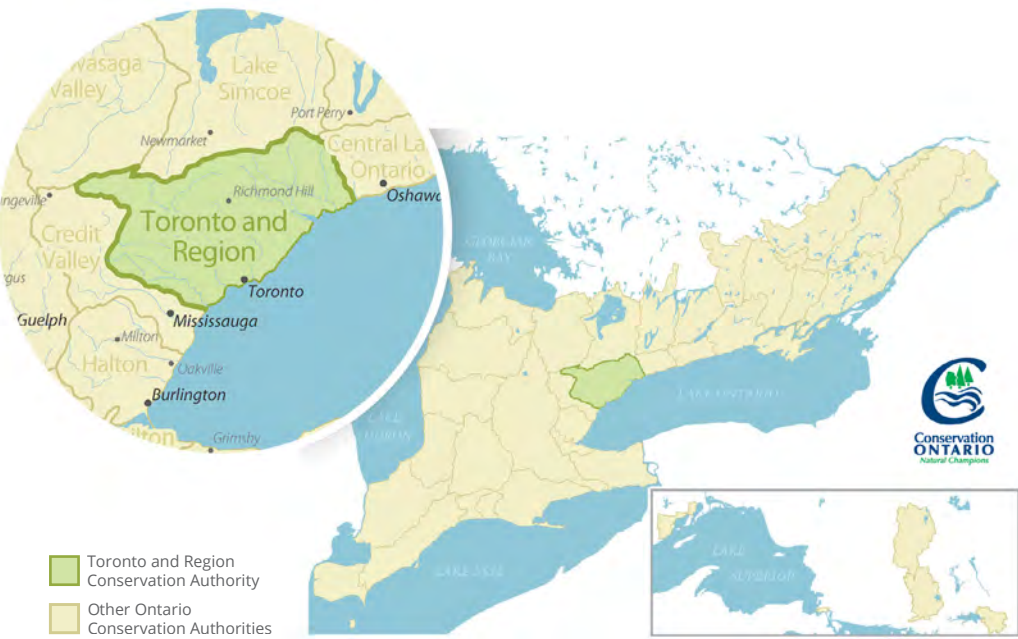 wasaga
Valley
Lake
Simcoe
Port Perry
Newmarket
Central La
Ontario
Oshawa
ngeville
Richmond Hill
Toronto and
Region
Credit
Valley
gus
Toronto
Guelph
Mississauga
Milton
Halton
Oakville
Burlington
ilton
Grimsby
GEORGIAN
BAY
LAKE ONTARIO
LAKE
HURON
LAKE ERIE
Conservation
ONTARIO
Natural Champions
LAKE
SUPERIOR
Toronto and Region
Conservation Authority
Other Ontario
Conservation Authorities